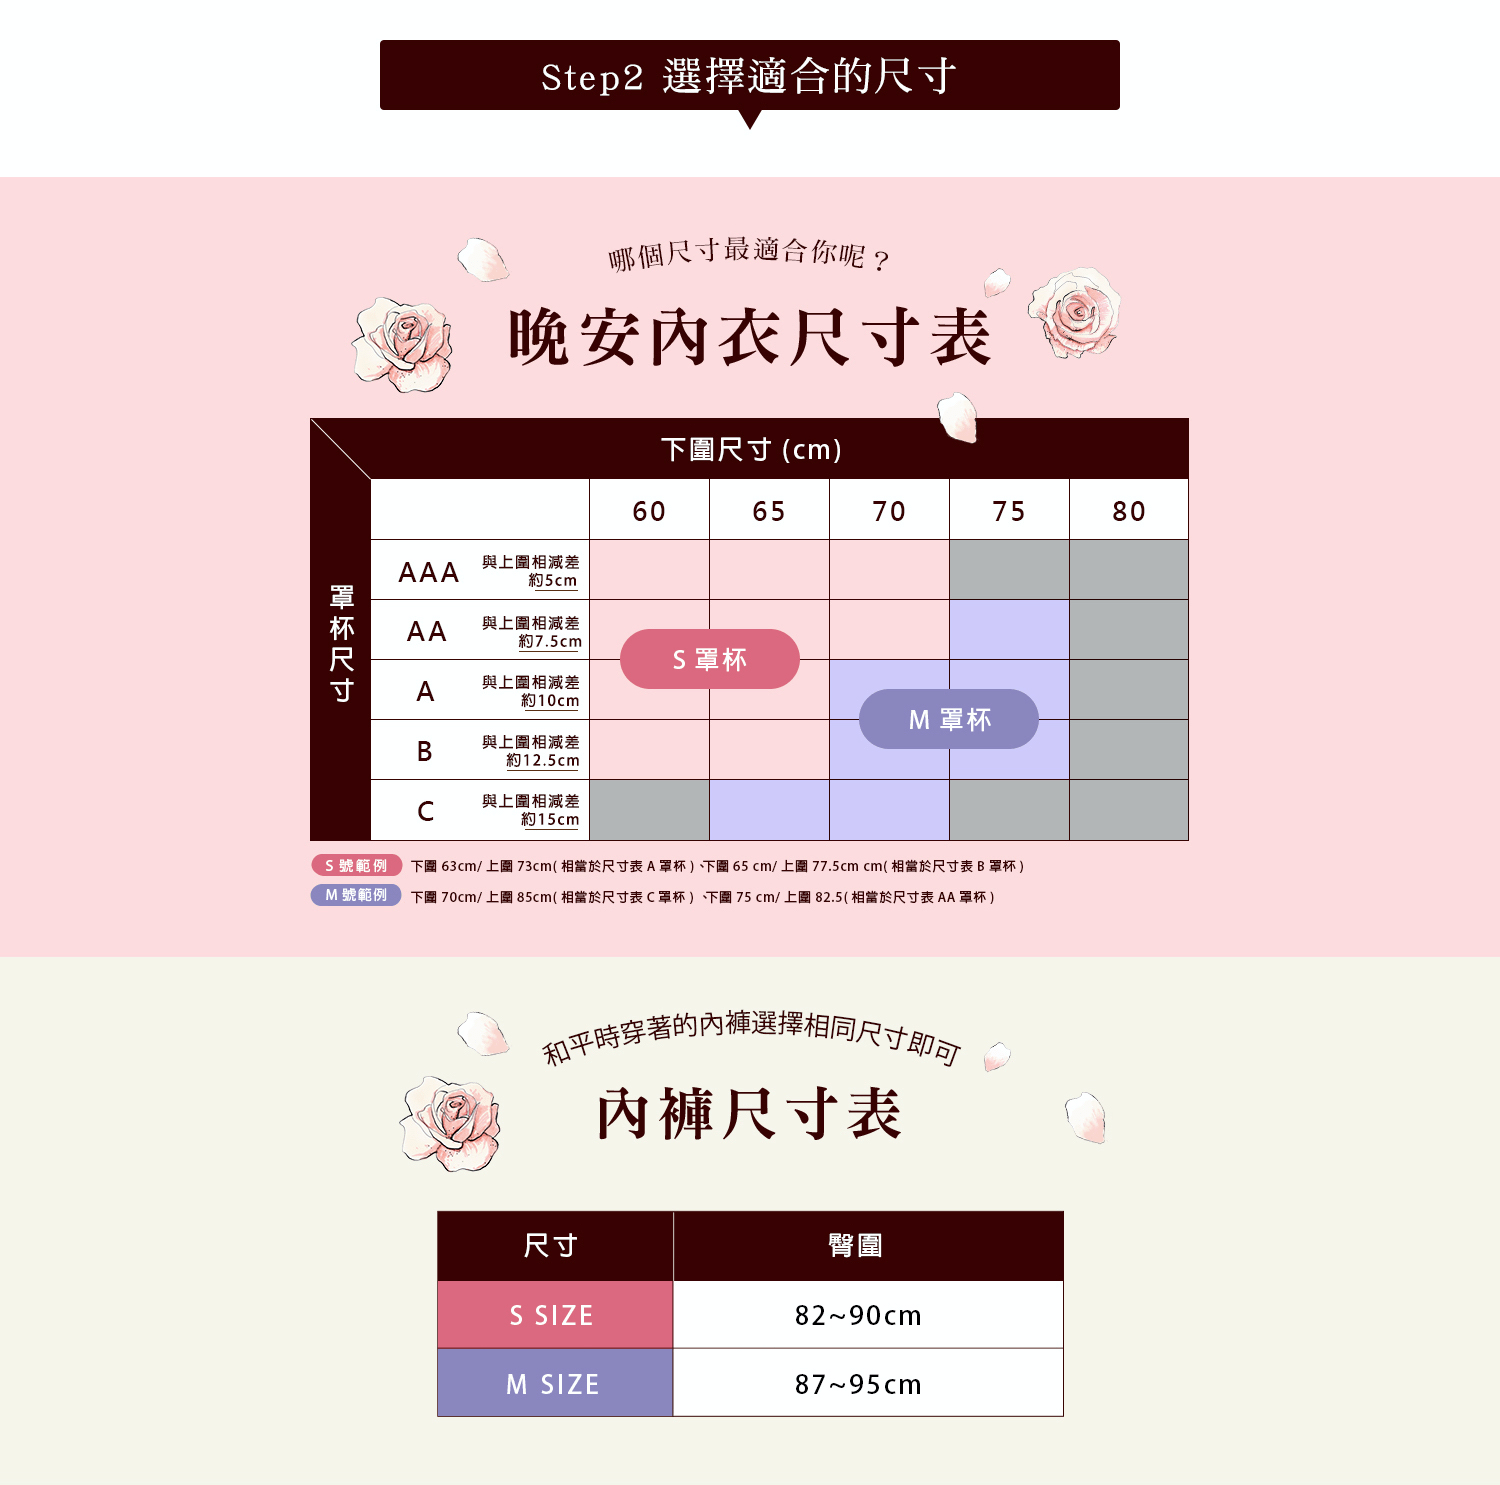 Step2 選擇適合的尺寸
哪個尺寸最適合你呢？
晚安內衣尺寸表
下圍尺寸 (cm)
60 65 70 75 80
罩杯尺寸
AAA 與上圍相減差
約5cm
AA 與上圍相減差
約7.5cm
S 罩杯
A 與上圍相減差
約10cm
M 罩杯
B 與上圍相減差
約12.5cm
C 與上圍相減差
約15cm
S 號範例 下圍 63cm/ 上圍 73cm( 相當於尺寸表 A 罩杯 ) 、下圍 65 cm/ 上圍 77.5cm cm( 相當於尺寸表 B 罩杯 )
M 號範例 下圍 70cm/ 上圍 85cm( 相當於尺寸表 C 罩杯 ) 、下圍 75 cm/ 上圍 82.5( 相當於尺寸表 AA 罩杯 )
和平時穿著的內褲選擇相同尺寸即可
內褲尺寸表
尺寸 臀圍
S SIZE 82~90cm
M SIZE 87~95cm